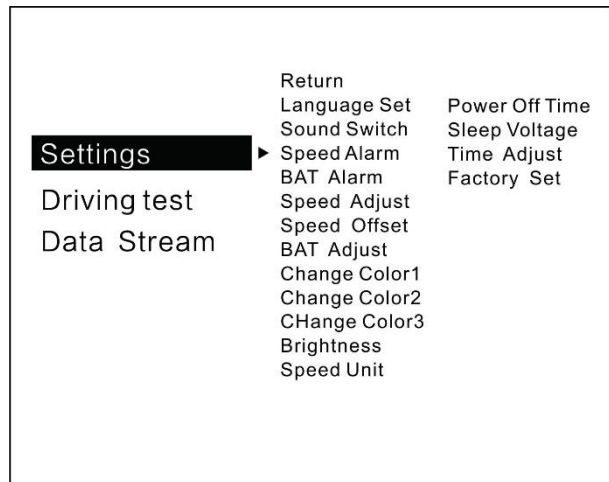 Settings
Driving test
Data Stream
Return
Language Set
Sound Switch
Speed Alarm
BAT Alarm
Speed Adjust
Speed Offset
BAT Adjust
Change Color1
Change Color2
CHange Color3
Brightness
Speed Unit
Power Off Time
Sleep Voltage
Time Adjust
Factory Set